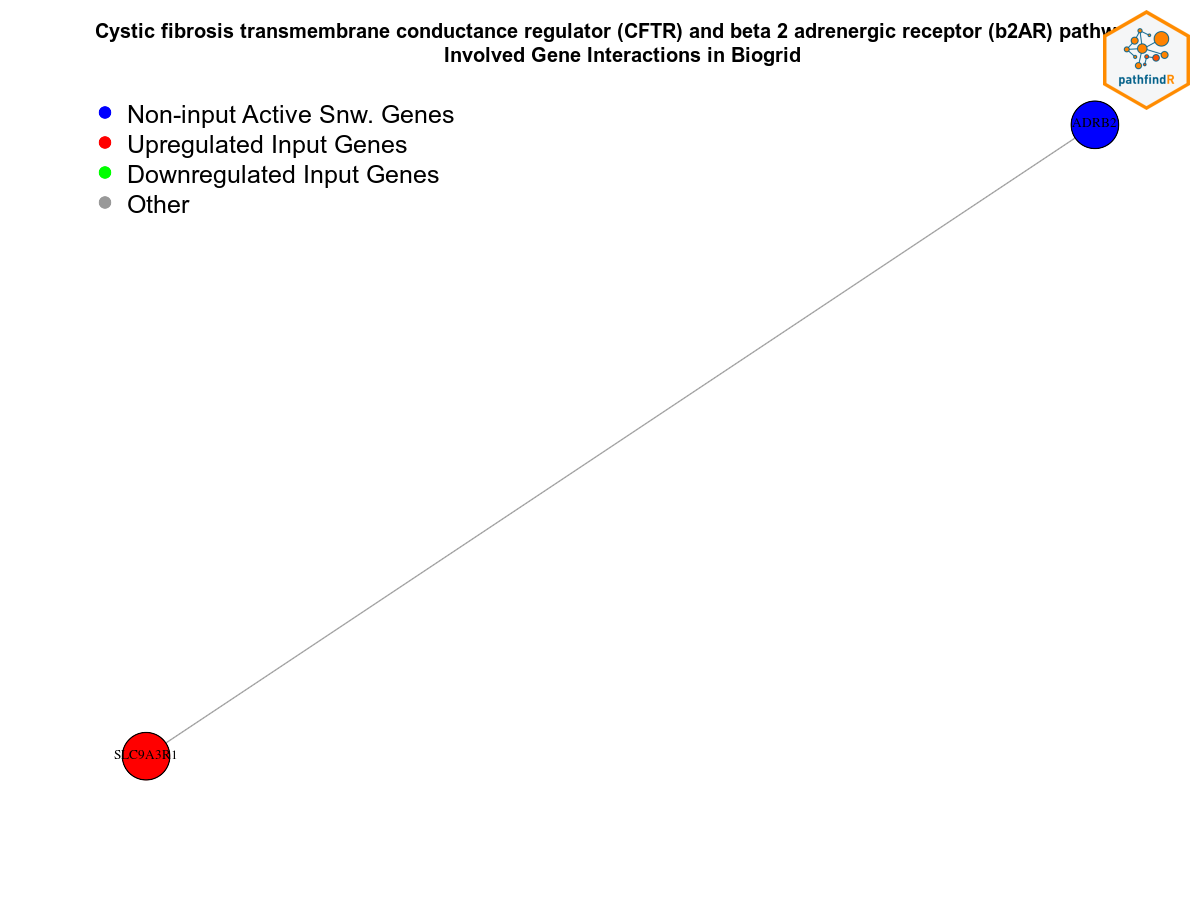 Cystic fibrosis transmembrane conductance regulator (CFTR) and beta 2 adrenergic receptor (b2AR) pathw
Involved Gene Interactions in Biogrid
pathfindR
Non-input Active Snw. Genes
Upregulated Input Genes
Downregulated Input Genes
Other
ADRB2
SLC9A3R1